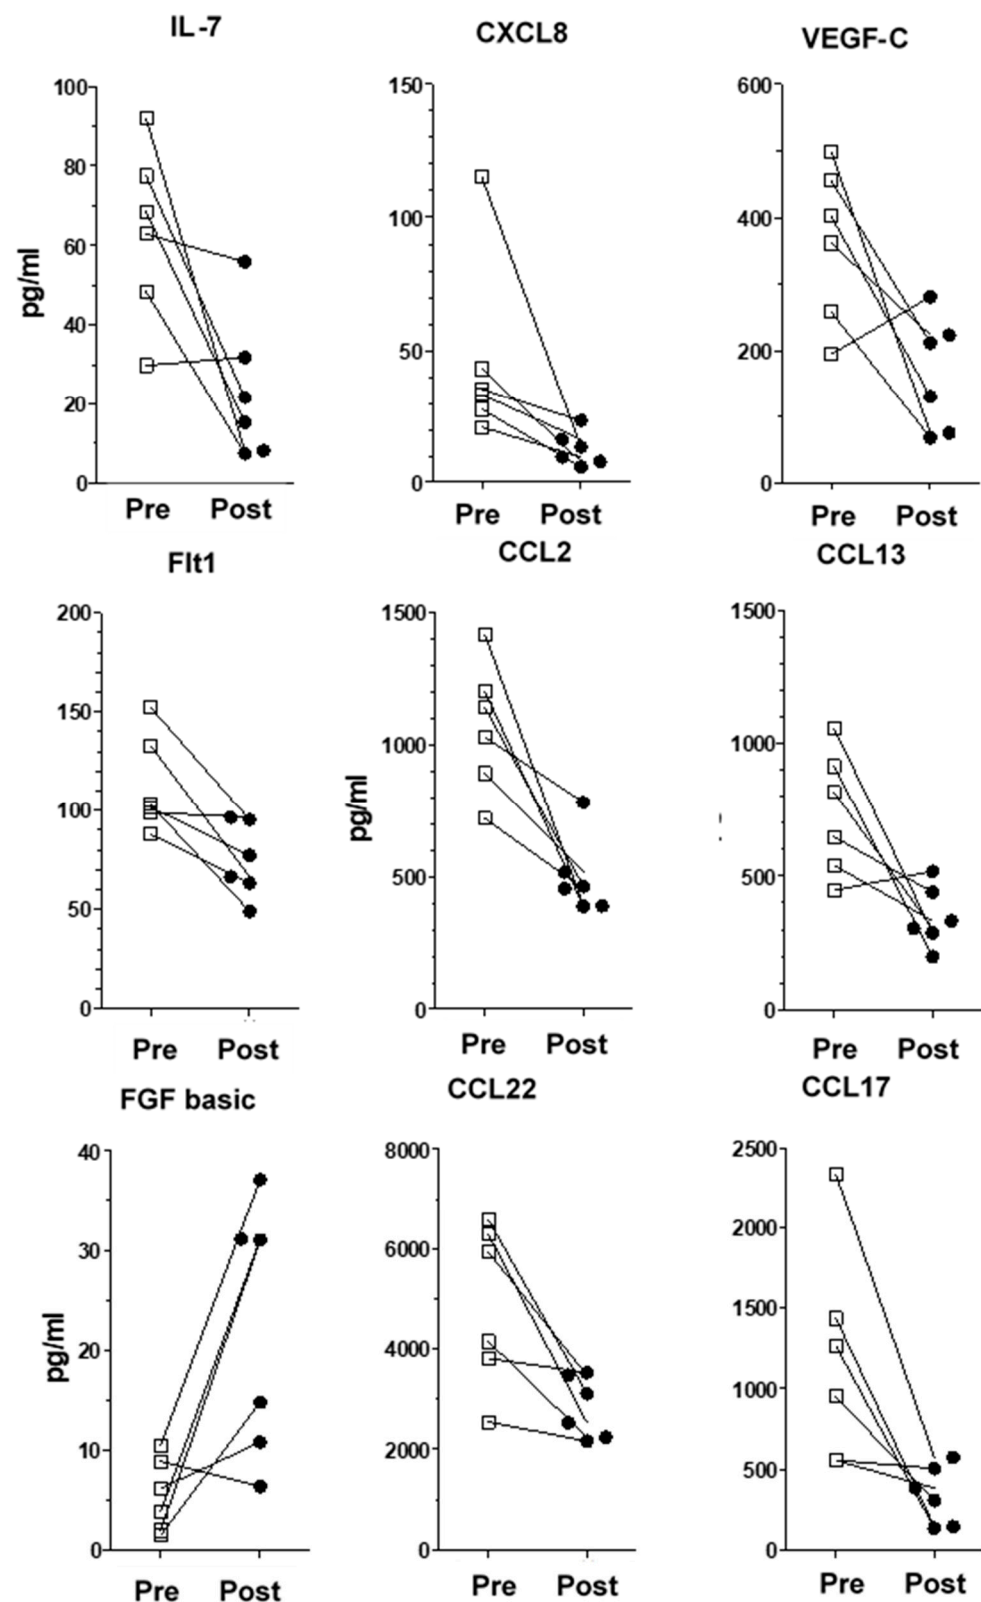 IL-7
CXCL8
VEGF-C
pg/ml
100
80
60
40
20
0
150
100
50
0
600
400
200
0
Pre Post
Pre Post
Pre Post
Flt1
CCL2
CCL13
200
150
100
50
0
pg/ml
1500
1000
500
0
1500
1000
500
0
Pre Post
Pre Post
Pre Post
FGF basic
CCL22
CCL17
pg/ml
40
30
20
10
0
8000
6000
4000
2000
0
2500
2000
1500
1000
500
0
Pre Post
Pre Post
Pre Post